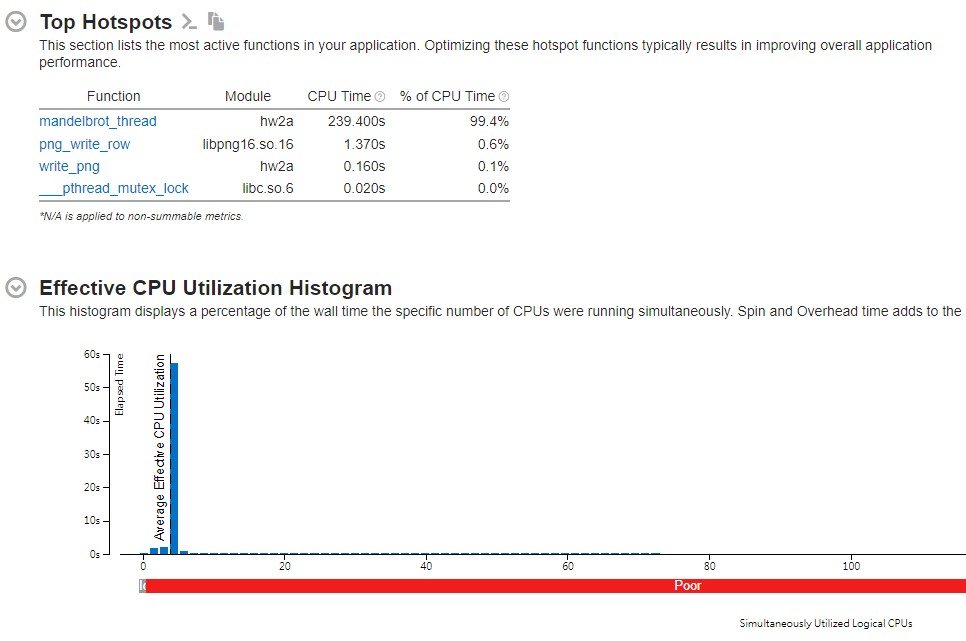 Top Hotspots
This section lists the most active functions in your application. Optimizing these hotspot functions typically results in improving overall application
performance.
Function Module CPU Time % of CPU Time
mandelbrot_thread hw2a 239.400s 99.4%
png_write_row libpng16.so.16 1.370s 0.6%
write_png hw2a 0.160s 0.1%
___pthread_mutex_lock libc.so.6 0.020s 0.0%
*N/A is applied to non-summable metrics.
Effective CPU Utilization Histogram
This histogram displays a percentage of the wall time the specific number of CPUs were running simultaneously. Spin and Overhead time adds to the
60s
50s
40s
30s
20s
10s
0s
Elapsed Time
Average Effective CPU Utilization
0 20 40 60 80 100
Poor
Simultaneously Utilized Logical CPUs